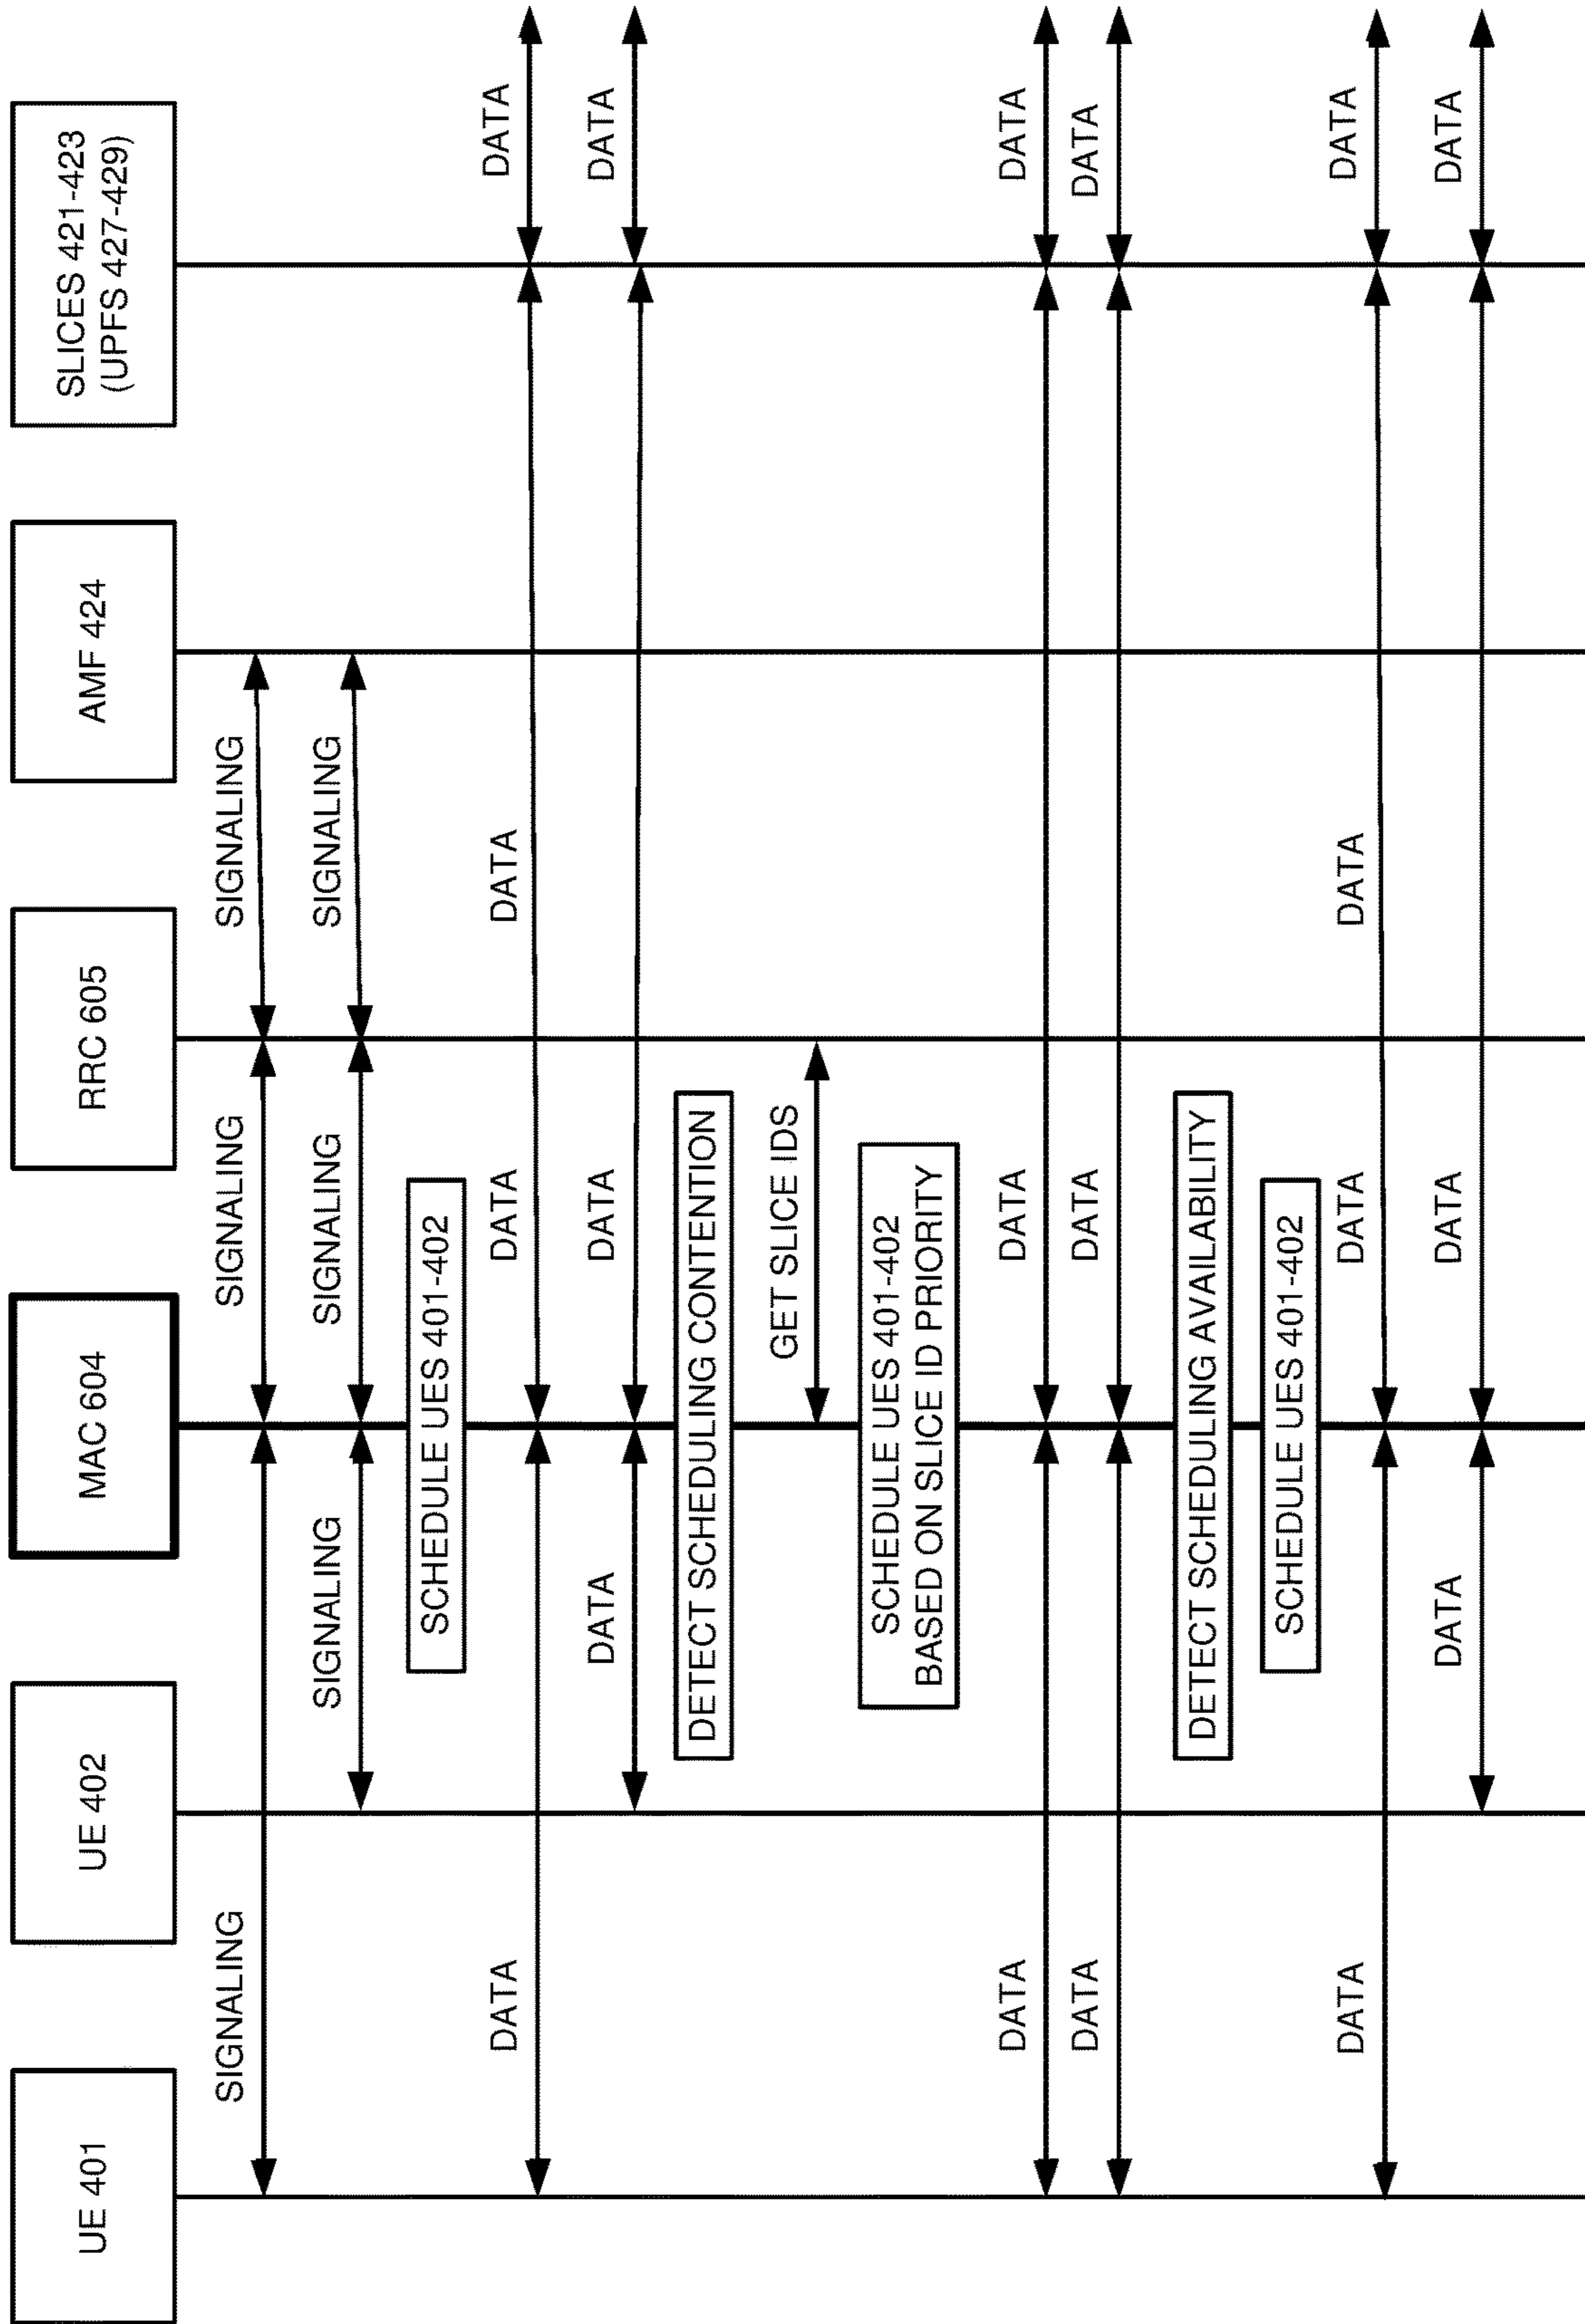 UE 401
UE 402
MAC 604
RRC 605
AMF 424
SLICES 421-423
(UPFS 427-429)
SIGNALING
SIGNALING
SIGNALING
SIGNALING
SIGNALING
SIGNALING
SCHEDULE UES 401-402
DATA
DATA
DATA
DATA
DATA
DATA
DATA
DETECT SCHEDULING CONTENTION
GET SLICE IDS
SCHEDULE UES 401-402
BASED ON SLICE ID PRIORITY
DATA
DATA
DATA
DATA
DATA
DATA
DETECT SCHEDULING AVAILABILITY
SCHEDULE UES 401-402
DATA
DATA
DATA
DATA
DATA
DATA
DATA